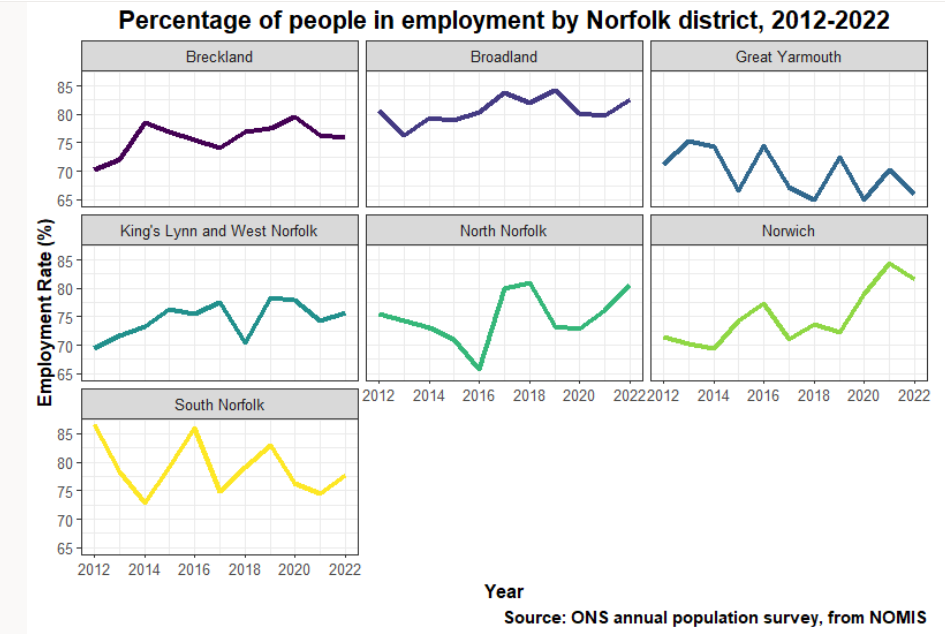 Percentage of people in employment by Norfolk district, 2012-2022
Breckland
Broadland
Great Yarmouth
85
80
75
70
65
King's Lynn and West Norfolk
North Norfolk
Norwich
85
80
75
70
65
Employment Rate (%)
2012 2014 2016 2018 2020 2022
2012 2014 2016 2018 2020 2022
South Norfolk
85
80
75
70
65
2012 2014 2016 2018 2020 2022
Year
Source: ONS annual population survey, from NOMIS